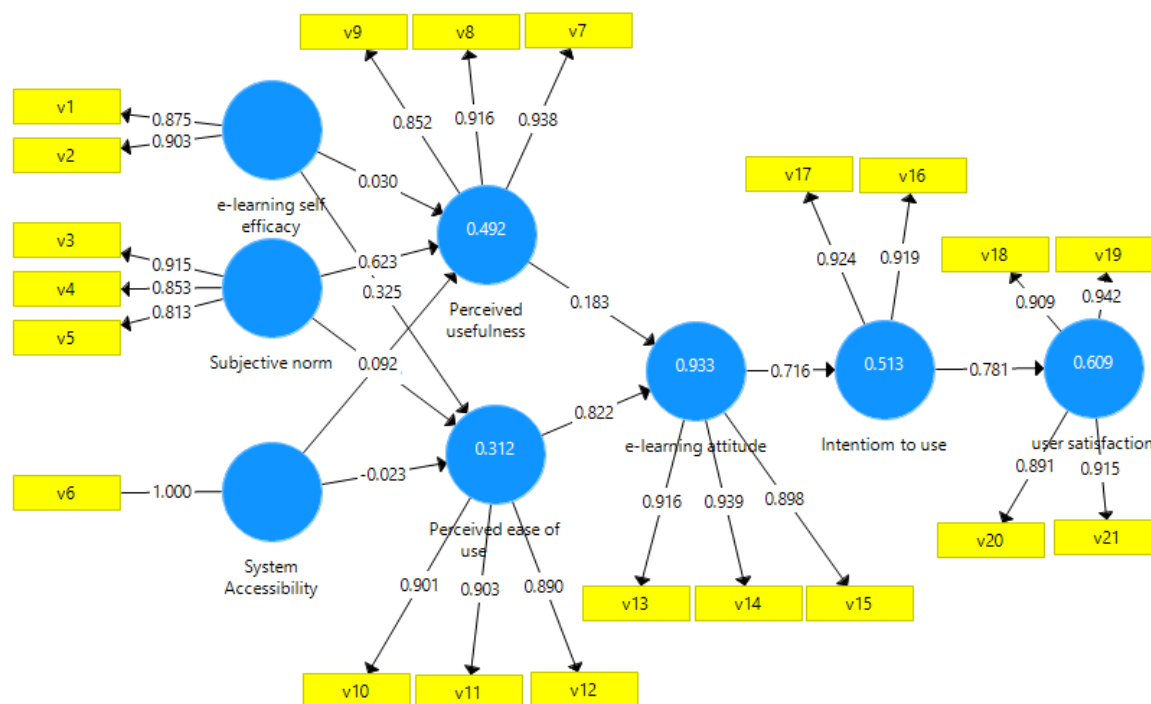 v9
v8
v7
v1
0.875
v2
0.903
0.852
0.916
0.938
0.030
e-learning self
efficacy
v3
0.915
v4
0.853
v5
0.813
0.492
0.623
0.325
Perceived
usefulness
0.183
Subjective norm
0.092
v17
v16
0.924
0.919
v18
v19
0.909
0.942
0.933
0.716
0.513
0.781
0.609
e-learning attitude
Intentiom to use
user satisfaction
0.822
0.312
-0.023
v6
1.000
Perceived ease of
use
System
Accessibility
0.916
0.939
0.898
0.891
0.915
v20
v21
0.901
0.903
0.890
v13
v14
v15
v10
v11
v12